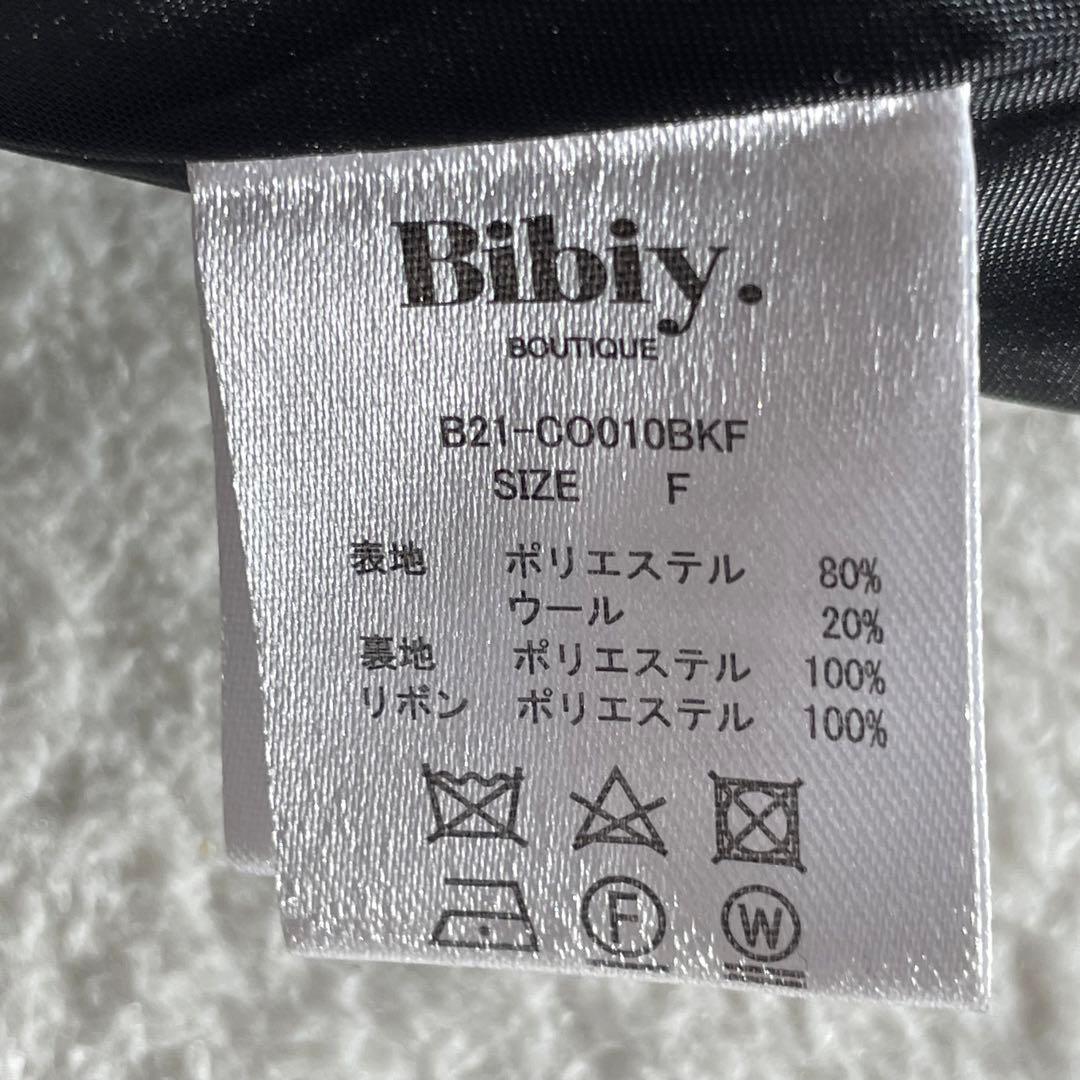 Bibiy.
BOUTIQUE
B21-CO010BKF
SIZE F
表地 ポリエステル 80%
ウール 20%
裏地 ポリエステル 100%
リボン ポリエステル 100%
F W